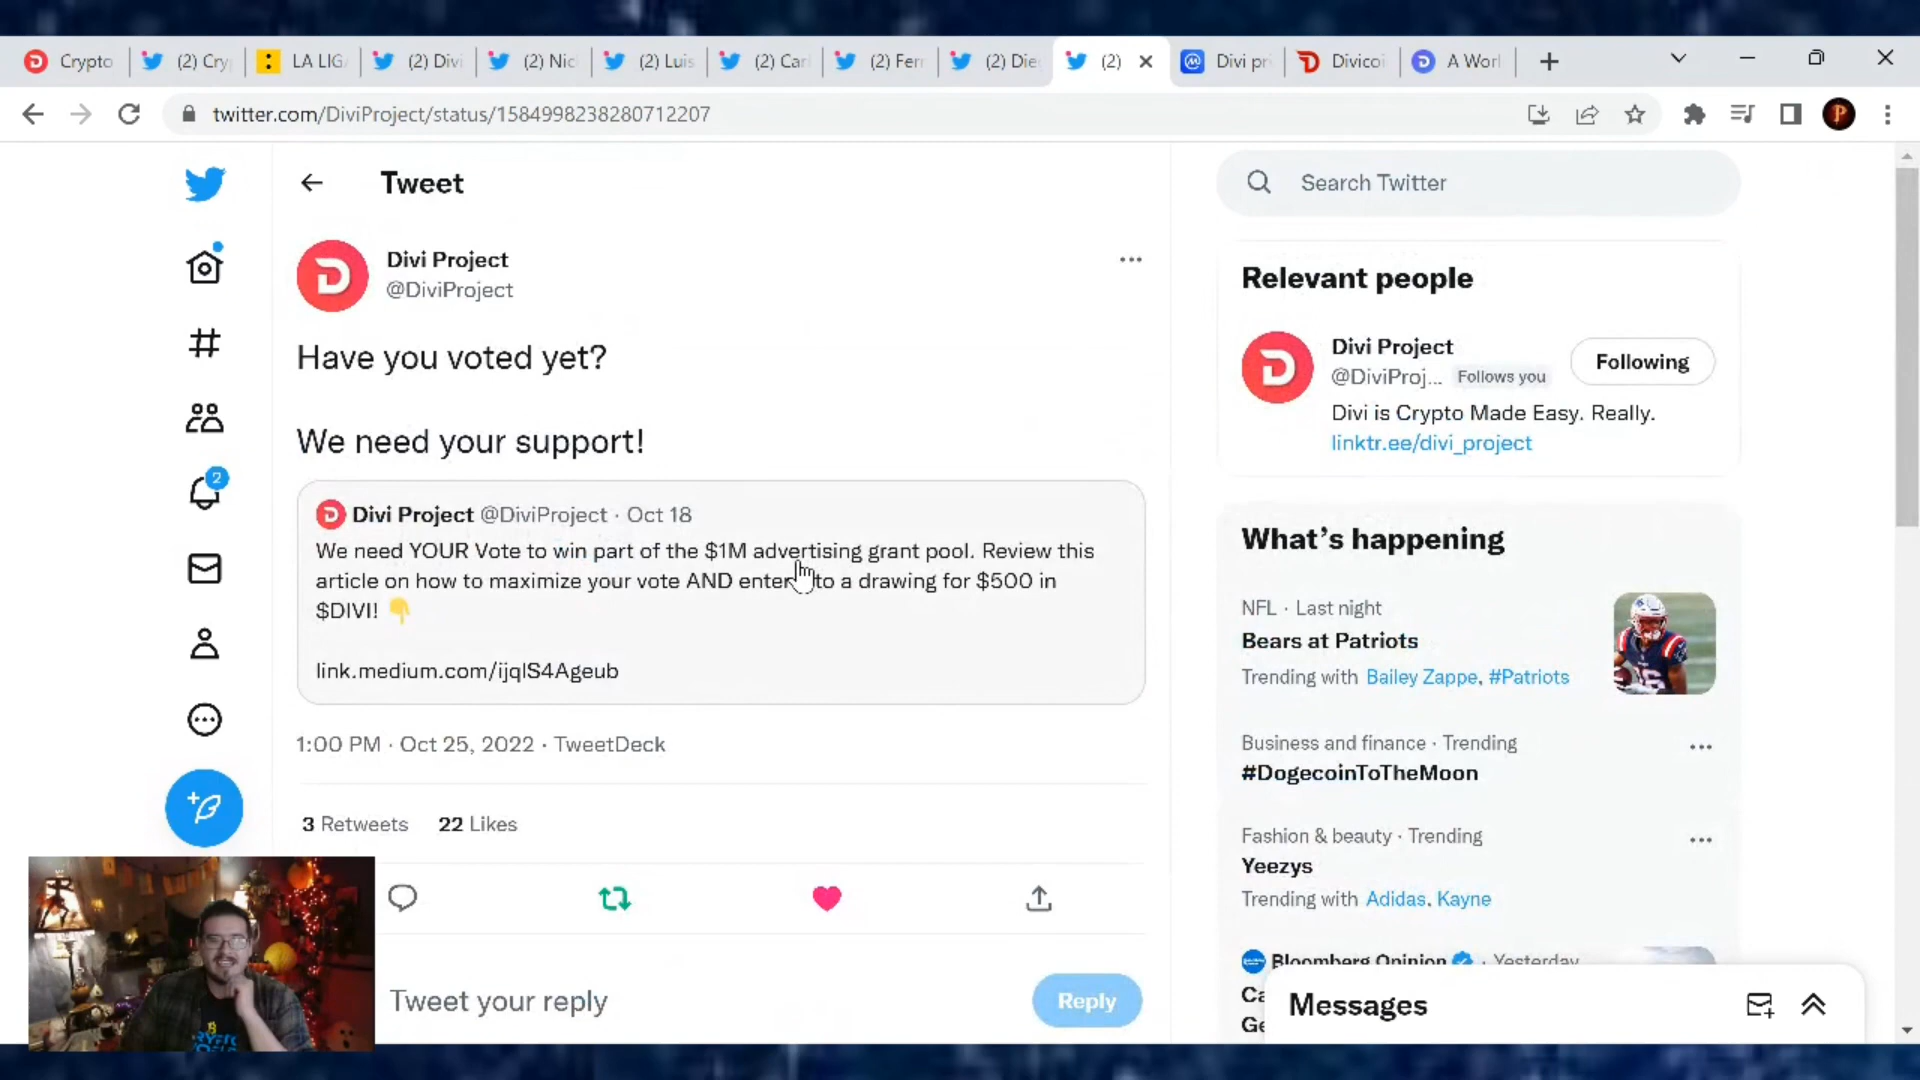 Crypto
(2) Cry
LA LIG
(2) Divi
(2) Nic
(2) Luis
(2) Car
(2) Fer
(2) Die
(2)
Divi pri
Divicoi
A Worl
twitter.com/DiviProject/status/1584998238280712207
Tweet
Divi Project
@DiviProject
Have you voted yet?
We need your support!
Divi Project @DiviProject · Oct 18
We need YOUR Vote to win part of the $1M advertising grant pool. Review this
article on how to maximize your vote AND enter to a drawing for $500 in
$DIVI! 👇
link.medium.com/ijqlS4Ageub
1:00 PM · Oct 25, 2022 · TweetDeck
3 Retweets 22 Likes
Tweet your reply
Reply
2
Search Twitter
Relevant people
Divi Project
@DiviProj... Follows you
Following
Divi is Crypto Made Easy. Really.
linktr.ee/divi_project
What's happening
NFL · Last night
Bears at Patriots
Trending with Bailey Zappe, #Patriots
Business and finance · Trending
#DogecoinToTheMoon
Fashion & beauty · Trending
Yeezys
Trending with Adidas, Kayne
Bloomberg Opinion · Yesterday
Messages